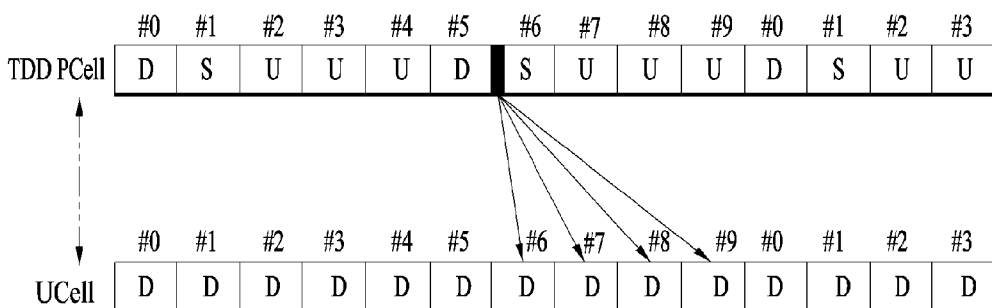 #0 #1 #2 #3 #4 #5 #6 #7 #8 #9 #0 #1 #2 #3
TDD PCell D S U U U D S U U U D S U U
#0 #1 #2 #3 #4 #5 #6 #7 #8 #9 #0 #1 #2 #3
UCell D D D D D D D D D D D D D D